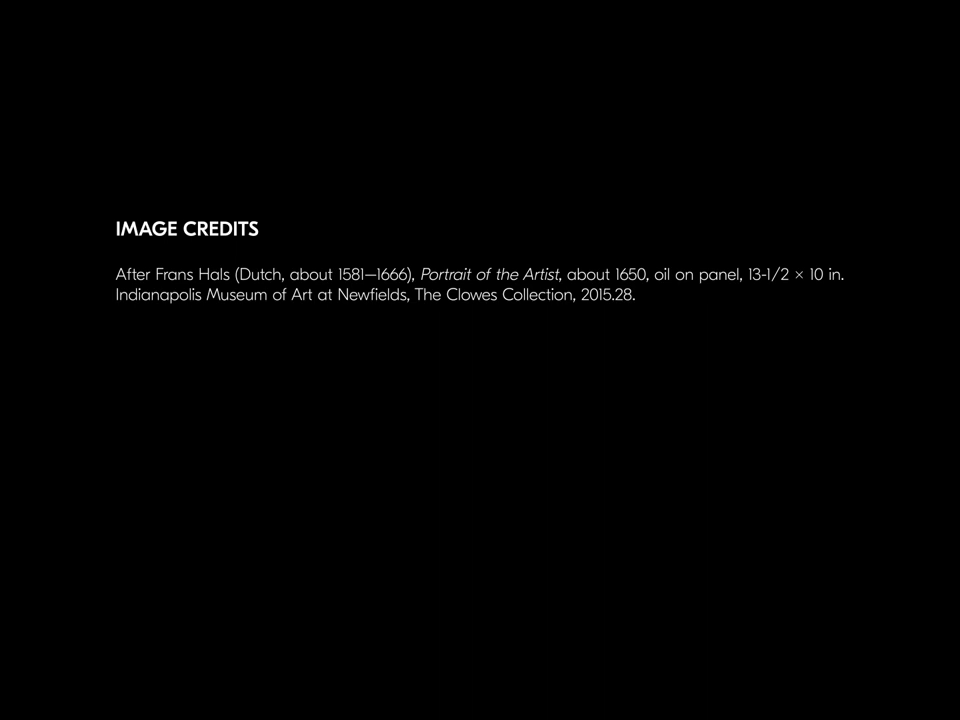 IMAGE CREDITS
After Frans Hals (Dutch, about 1581–1666), Portrait of the Artist, about 1650, oil on panel, 13-1/2 × 10 in.
Indianapolis Museum of Art at Newfields, The Clowes Collection, 2015.28.